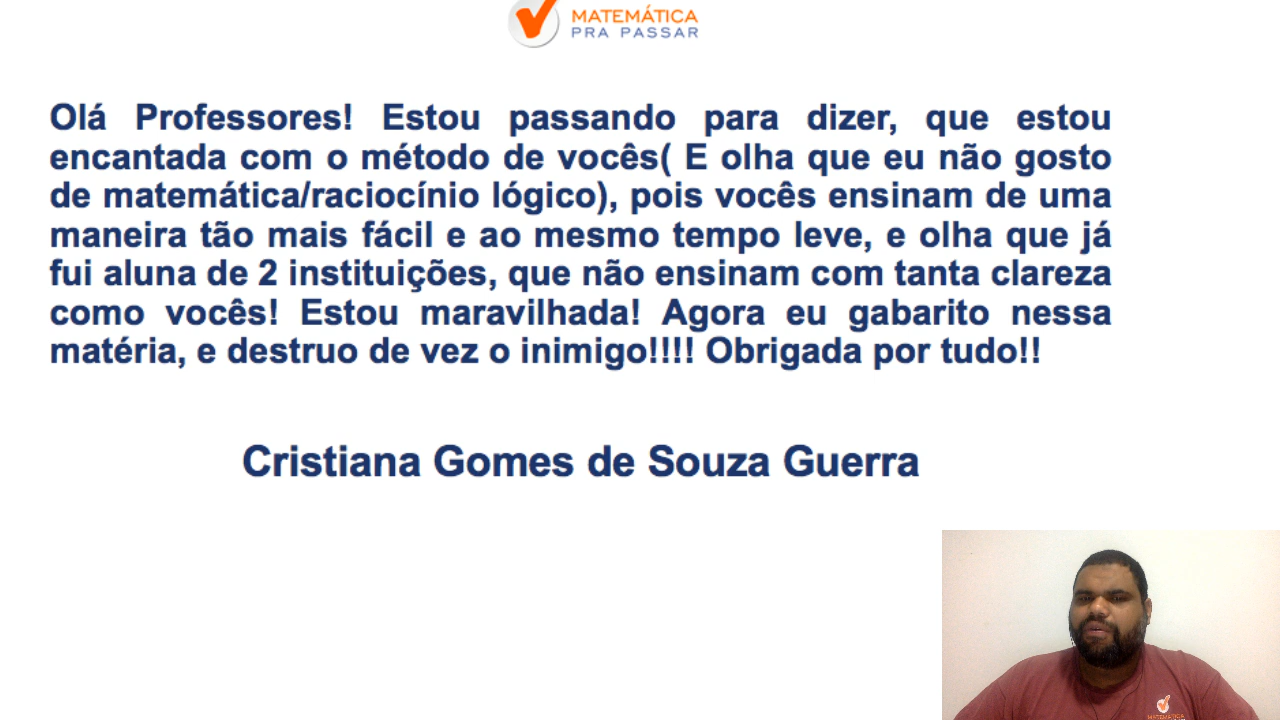 MATEMÁTICA
PRA PASSAR
Olá Professores! Estou passando para dizer, que estou
encantada com o método de vocês( E olha que eu não gosto
de matemática/raciocínio lógico), pois vocês ensinam de uma
maneira tão mais fácil e ao mesmo tempo leve, e olha que já
fui aluna de 2 instituições, que não ensinam com tanta clareza
como vocês! Estou maravilhada! Agora eu gabarito nessa
matéria, e destruo de vez o inimigo!!!! Obrigada por tudo!!
Cristiana Gomes de Souza Guerra